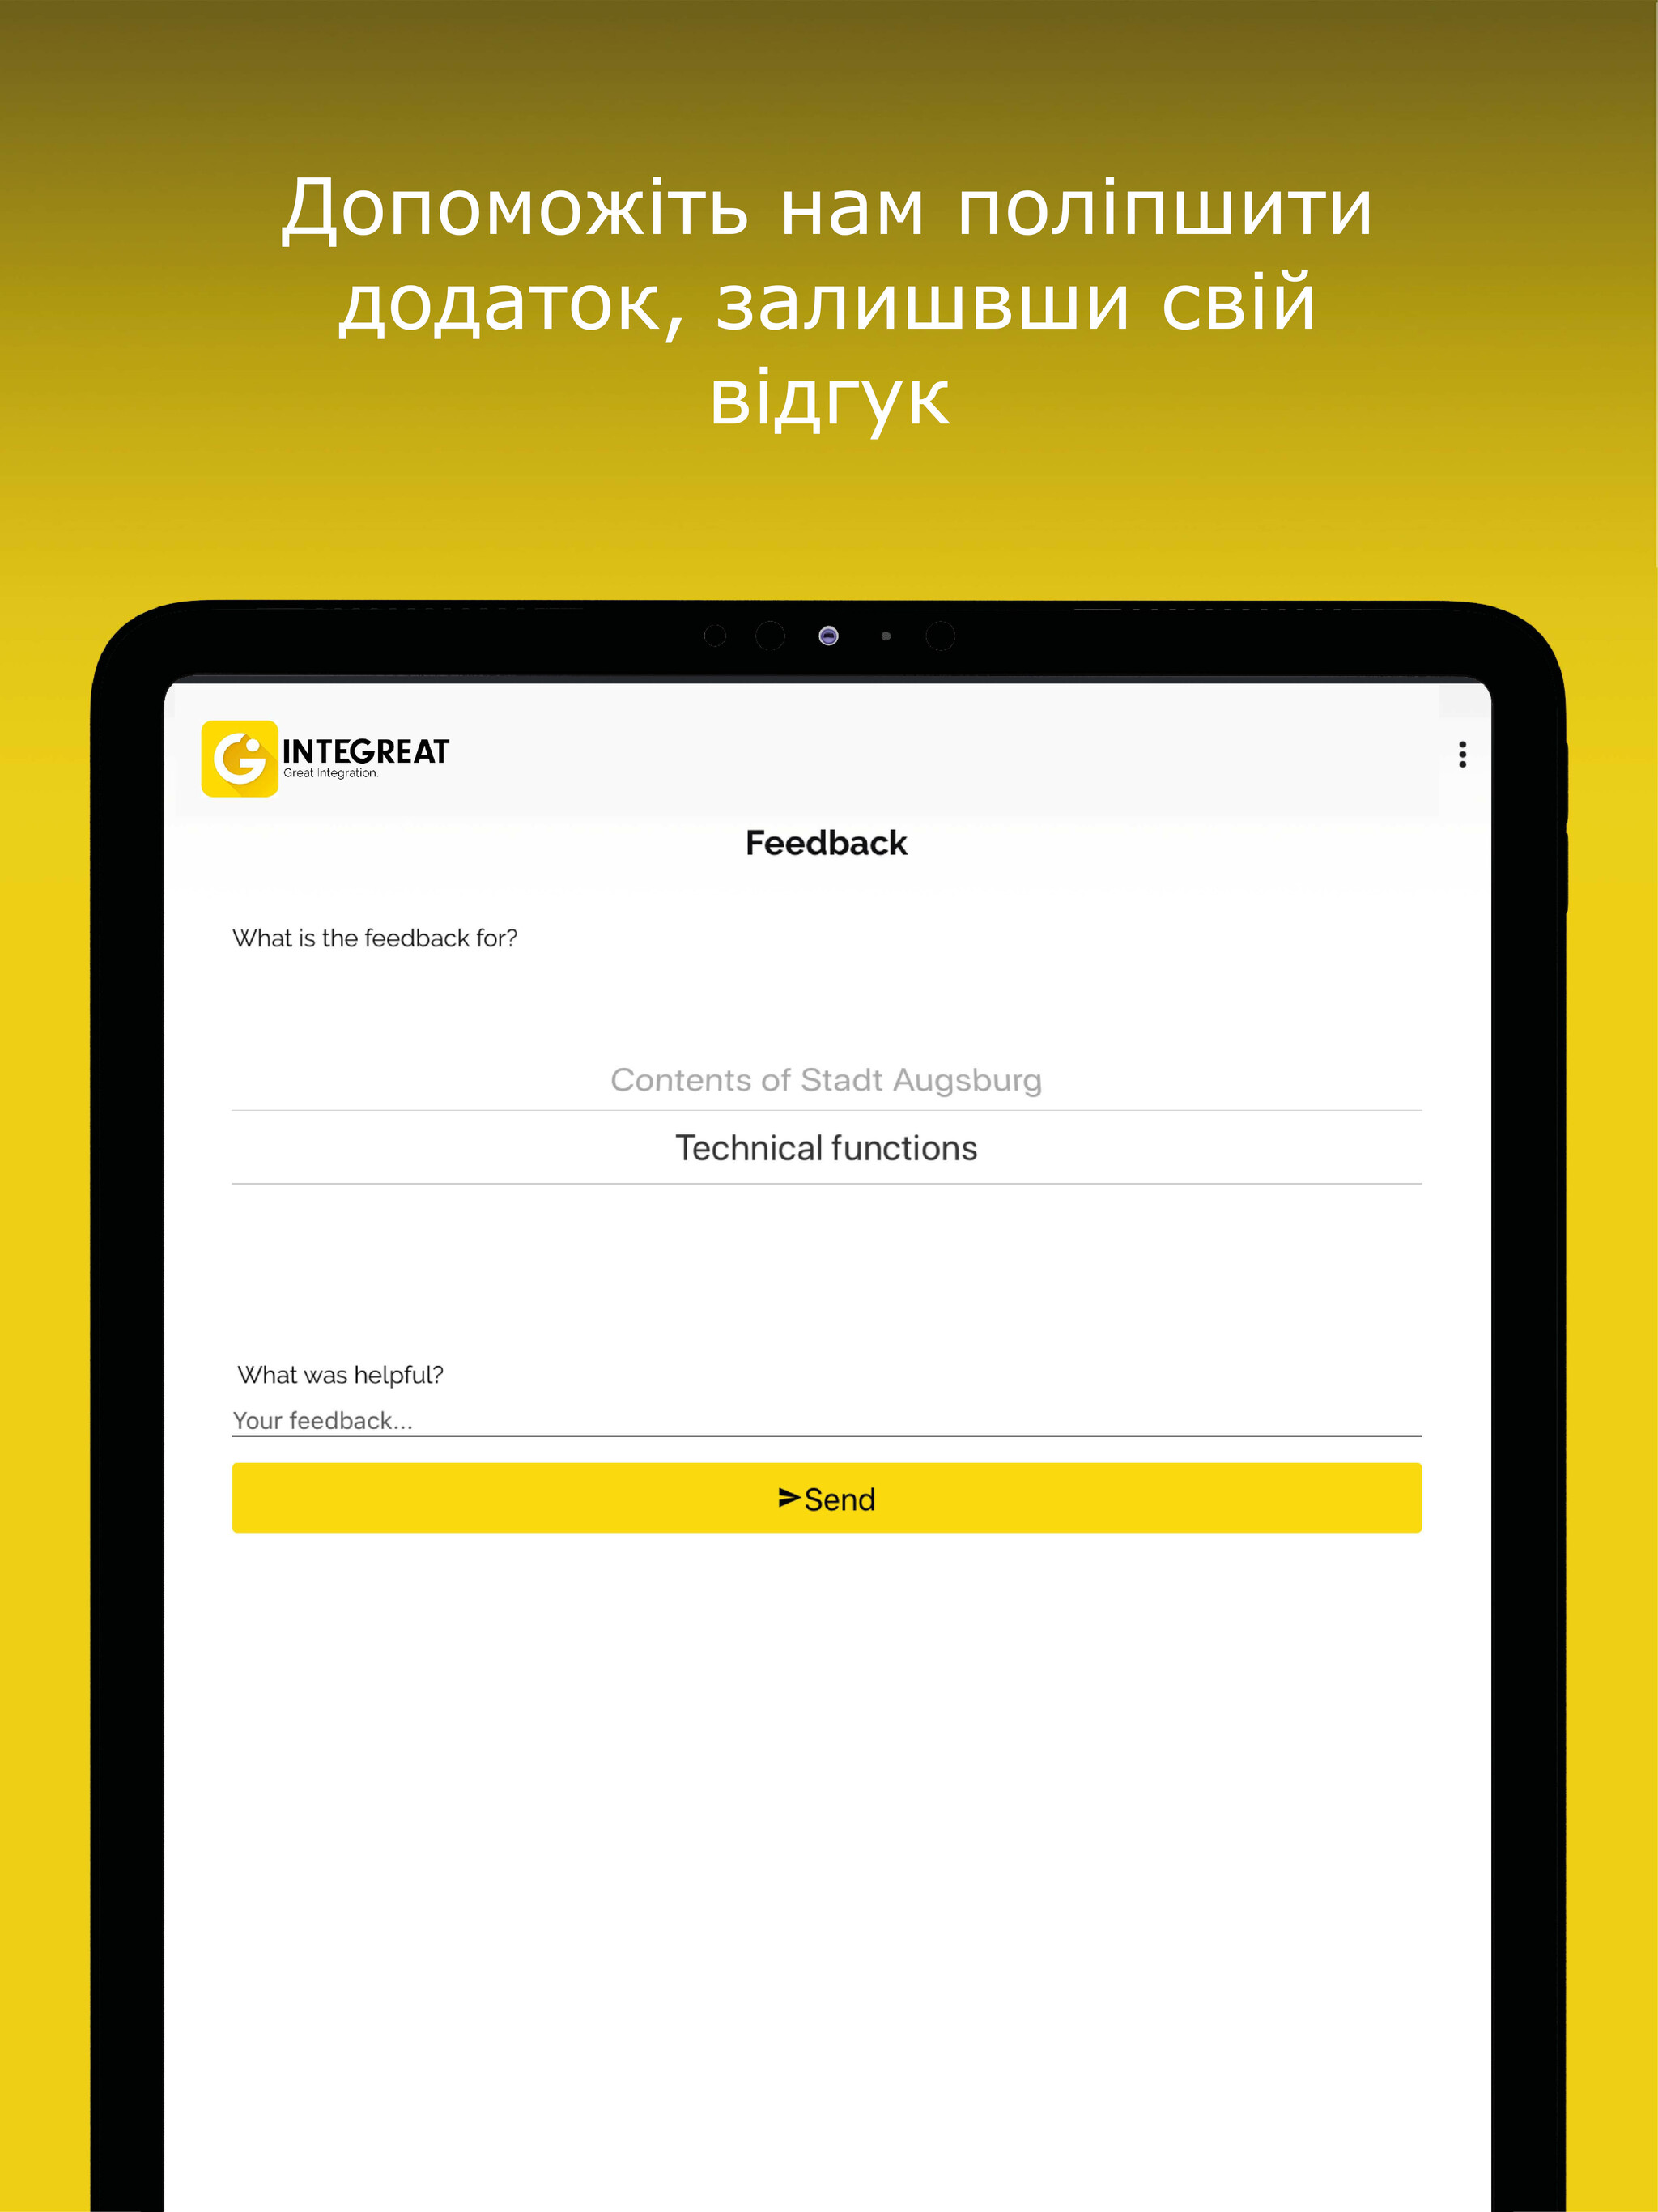 Допоможіть нам поліпшити
додаток, залишвши свій
відгук
INTEGREAT
Great Integration.
Feedback
What is the feedback for?
Contents of Stadt Augsburg
Technical functions
What was helpful?
Your feedback...
Send